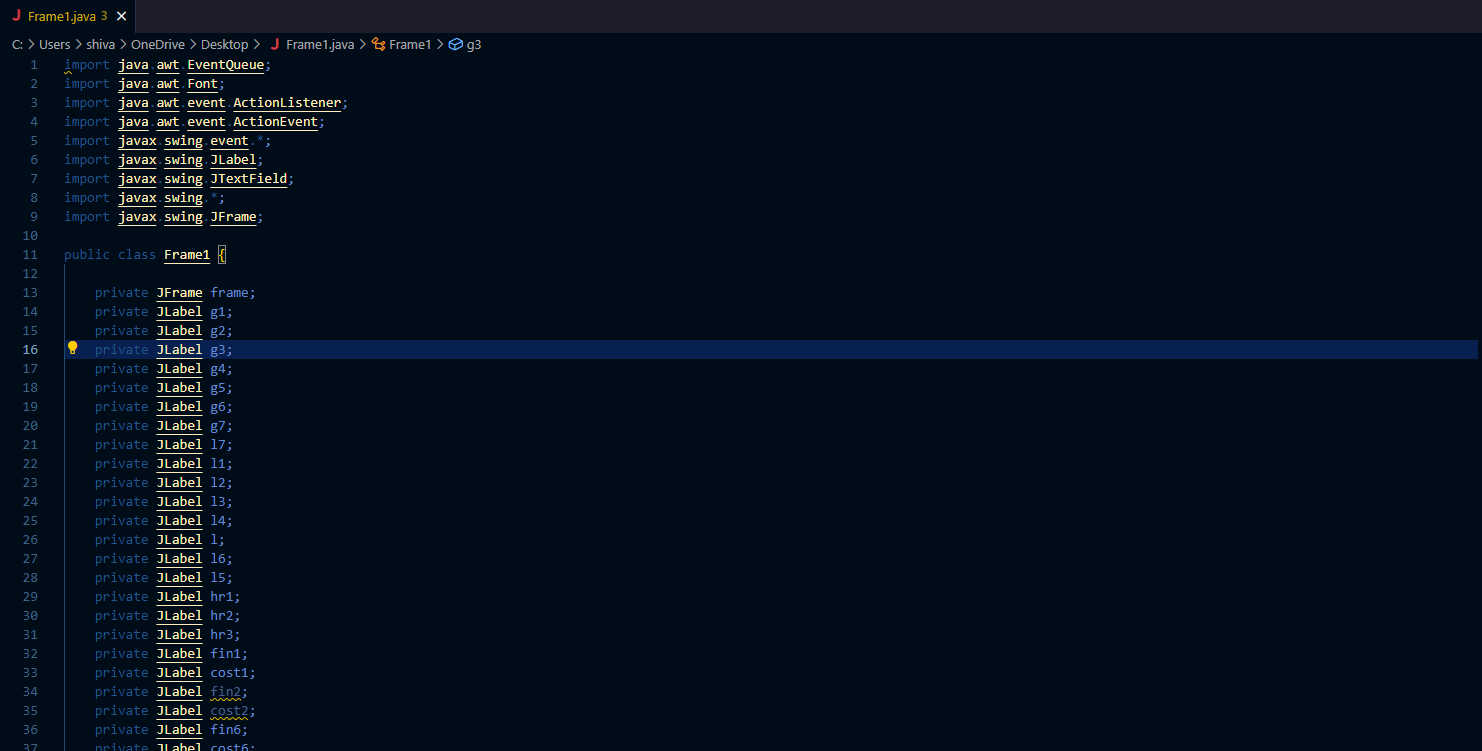 J Frame1.java 3 ×
C: > Users > shiva > OneDrive > Desktop > J Frame1.java > Frame1 > g3
1 import java.awt.EventQueue;
2 import java.awt.Font;
3 import java.awt.event.ActionListener;
4 import java.awt.event.ActionEvent;
5 import javax.swing.event.*;
6 import javax.swing.JLabel;
7 import javax.swing.JTextField;
8 import javax.swing.*;
9 import javax.swing.JFrame;
10
11 public class Frame1 {
12
13 private JFrame frame;
14 private JLabel g1;
15 private JLabel g2;
16 private JLabel g3;
17 private JLabel g4;
18 private JLabel g5;
19 private JLabel g6;
20 private JLabel g7;
21 private JLabel l7;
22 private JLabel l1;
23 private JLabel l2;
24 private JLabel l3;
25 private JLabel l4;
26 private JLabel l;
27 private JLabel l6;
28 private JLabel l5;
29 private JLabel hr1;
30 private JLabel hr2;
31 private JLabel hr3;
32 private JLabel fin1;
33 private JLabel cost1;
34 private JLabel fin2;
35 private JLabel cost2;
36 private JLabel fin6;
37 private JLabel cost6;